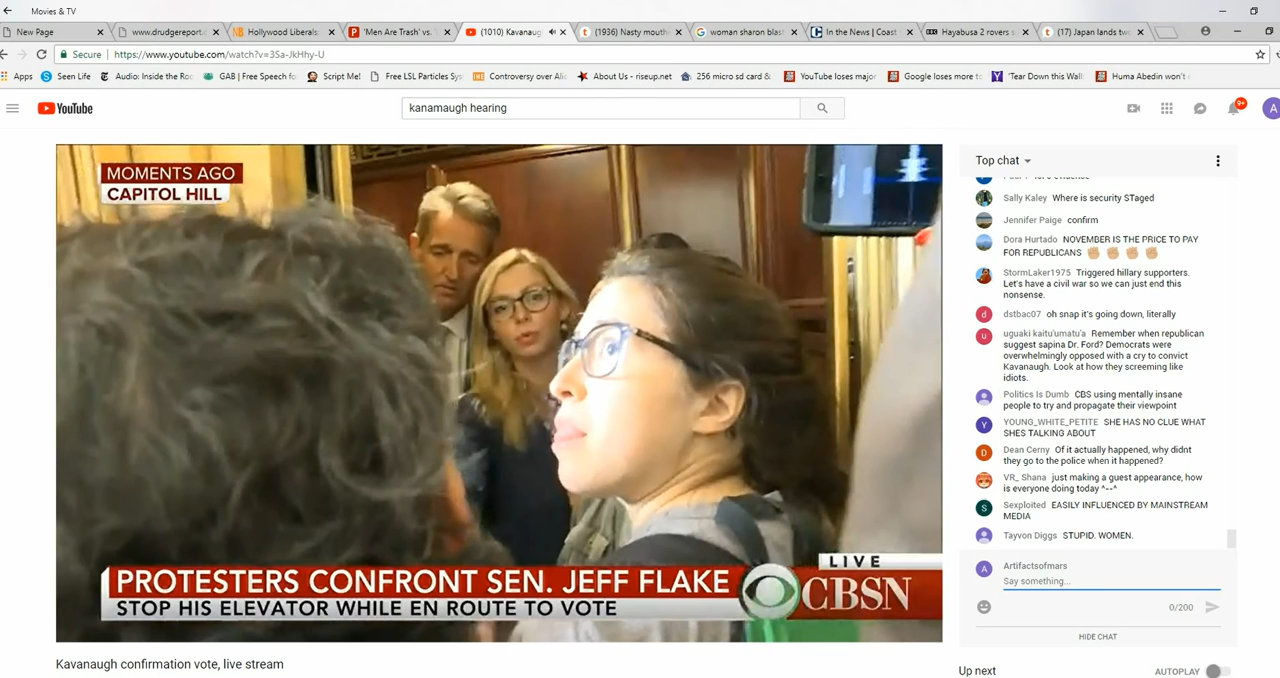 Movies & TV
New Page
www.drudgereport.c
Hollywood Liberals:
'Men Are Trash' vs. '
(1010) Kavanaug
(1936) Nasty mouth
woman sharon blas
In the News | Coast
Hayabusa 2 rovers s
(17) Japan lands tw
Secure
https://www.youtube.com/watch?v=3Sa-JkHhy-U
Apps
Seen Life
Audio: Inside the Ro
GAB | Free Speech fo
Script Me!
Free LSL Particles Sy
Controversy over Ali
About Us - riseup.net
256 micro sd card &
YouTube loses major
Google loses more to
'Tear Down this Wall
Huma Abedin won't
YouTube
kanamaugh hearing
9+
A
MOMENTS AGO
CAPITOL HILL
LIVE
PROTESTERS CONFRONT SEN. JEFF FLAKE
STOP HIS ELEVATOR WHILE EN ROUTE TO VOTE
CBSN
Kavanaugh confirmation vote, live stream
Top chat
Sally Kaley Where is security STaged
Jennifer Paige confirm
Dora Hurtado NOVEMBER IS THE PRICE TO PAY
FOR REPUBLICANS
StormLaker1975 Triggered hillary supporters.
Let's have a civil war so we can just end this
nonsense.
d
dstbac07 oh snap it's going down, literally
u
uguaki kaitu'umatu'a Remember when republican
suggest sapina Dr. Ford? Democrats were
overwhelmingly opposed with a cry to convict
Kavanaugh. Look at how they screeming like
idiots.
Politics Is Dumb CBS using mentally insane
people to try and propagate their viewpoint
Y
YOUNG_WHITE_PETITE SHE HAS NO CLUE WHAT
SHES TALKING ABOUT
D
Dean Cerny Of it actually happened, why didnt
they go to the police when it happened?
VR_ Shana just making a guest appearance, how
is everyone doing today ^--^
S
Sexploited EASILY INFLUENCED BY MAINSTREAM
MEDIA
Tayvon Diggs STUPID. WOMEN.
A
Artifactsofmars
Say something...
0/200
HIDE CHAT
Up next
AUTOPLAY